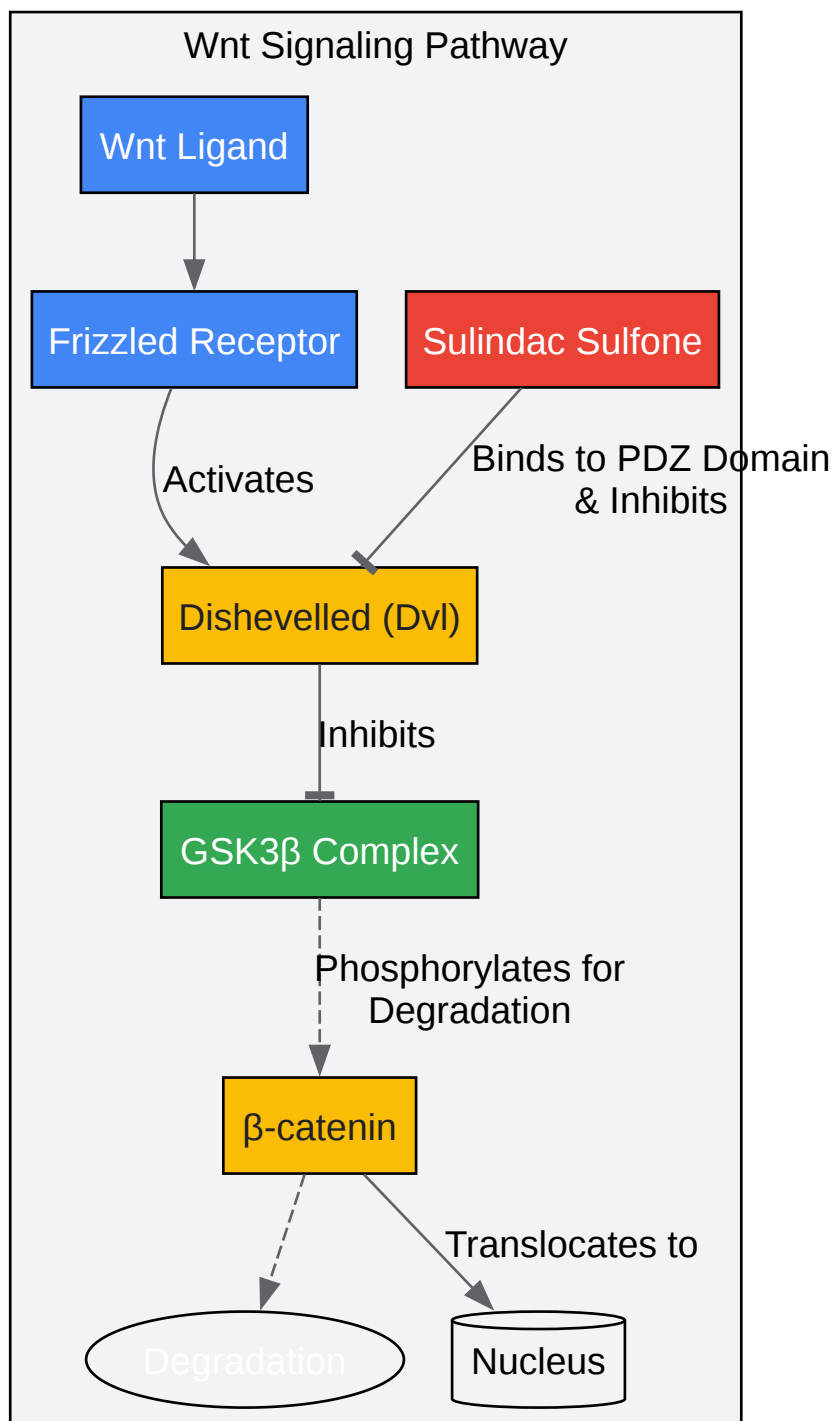 Wnt Signaling Pathway
Wnt Ligand
Frizzled Receptor
Sulindac Sulfone
Activates
Binds to PDZ Domain
& Inhibits
Dishevelled (Dvl)
Inhibits
GSK3β Complex
Phosphorylates for
Degradation
β-catenin
Translocates to
Degradation
Nucleus